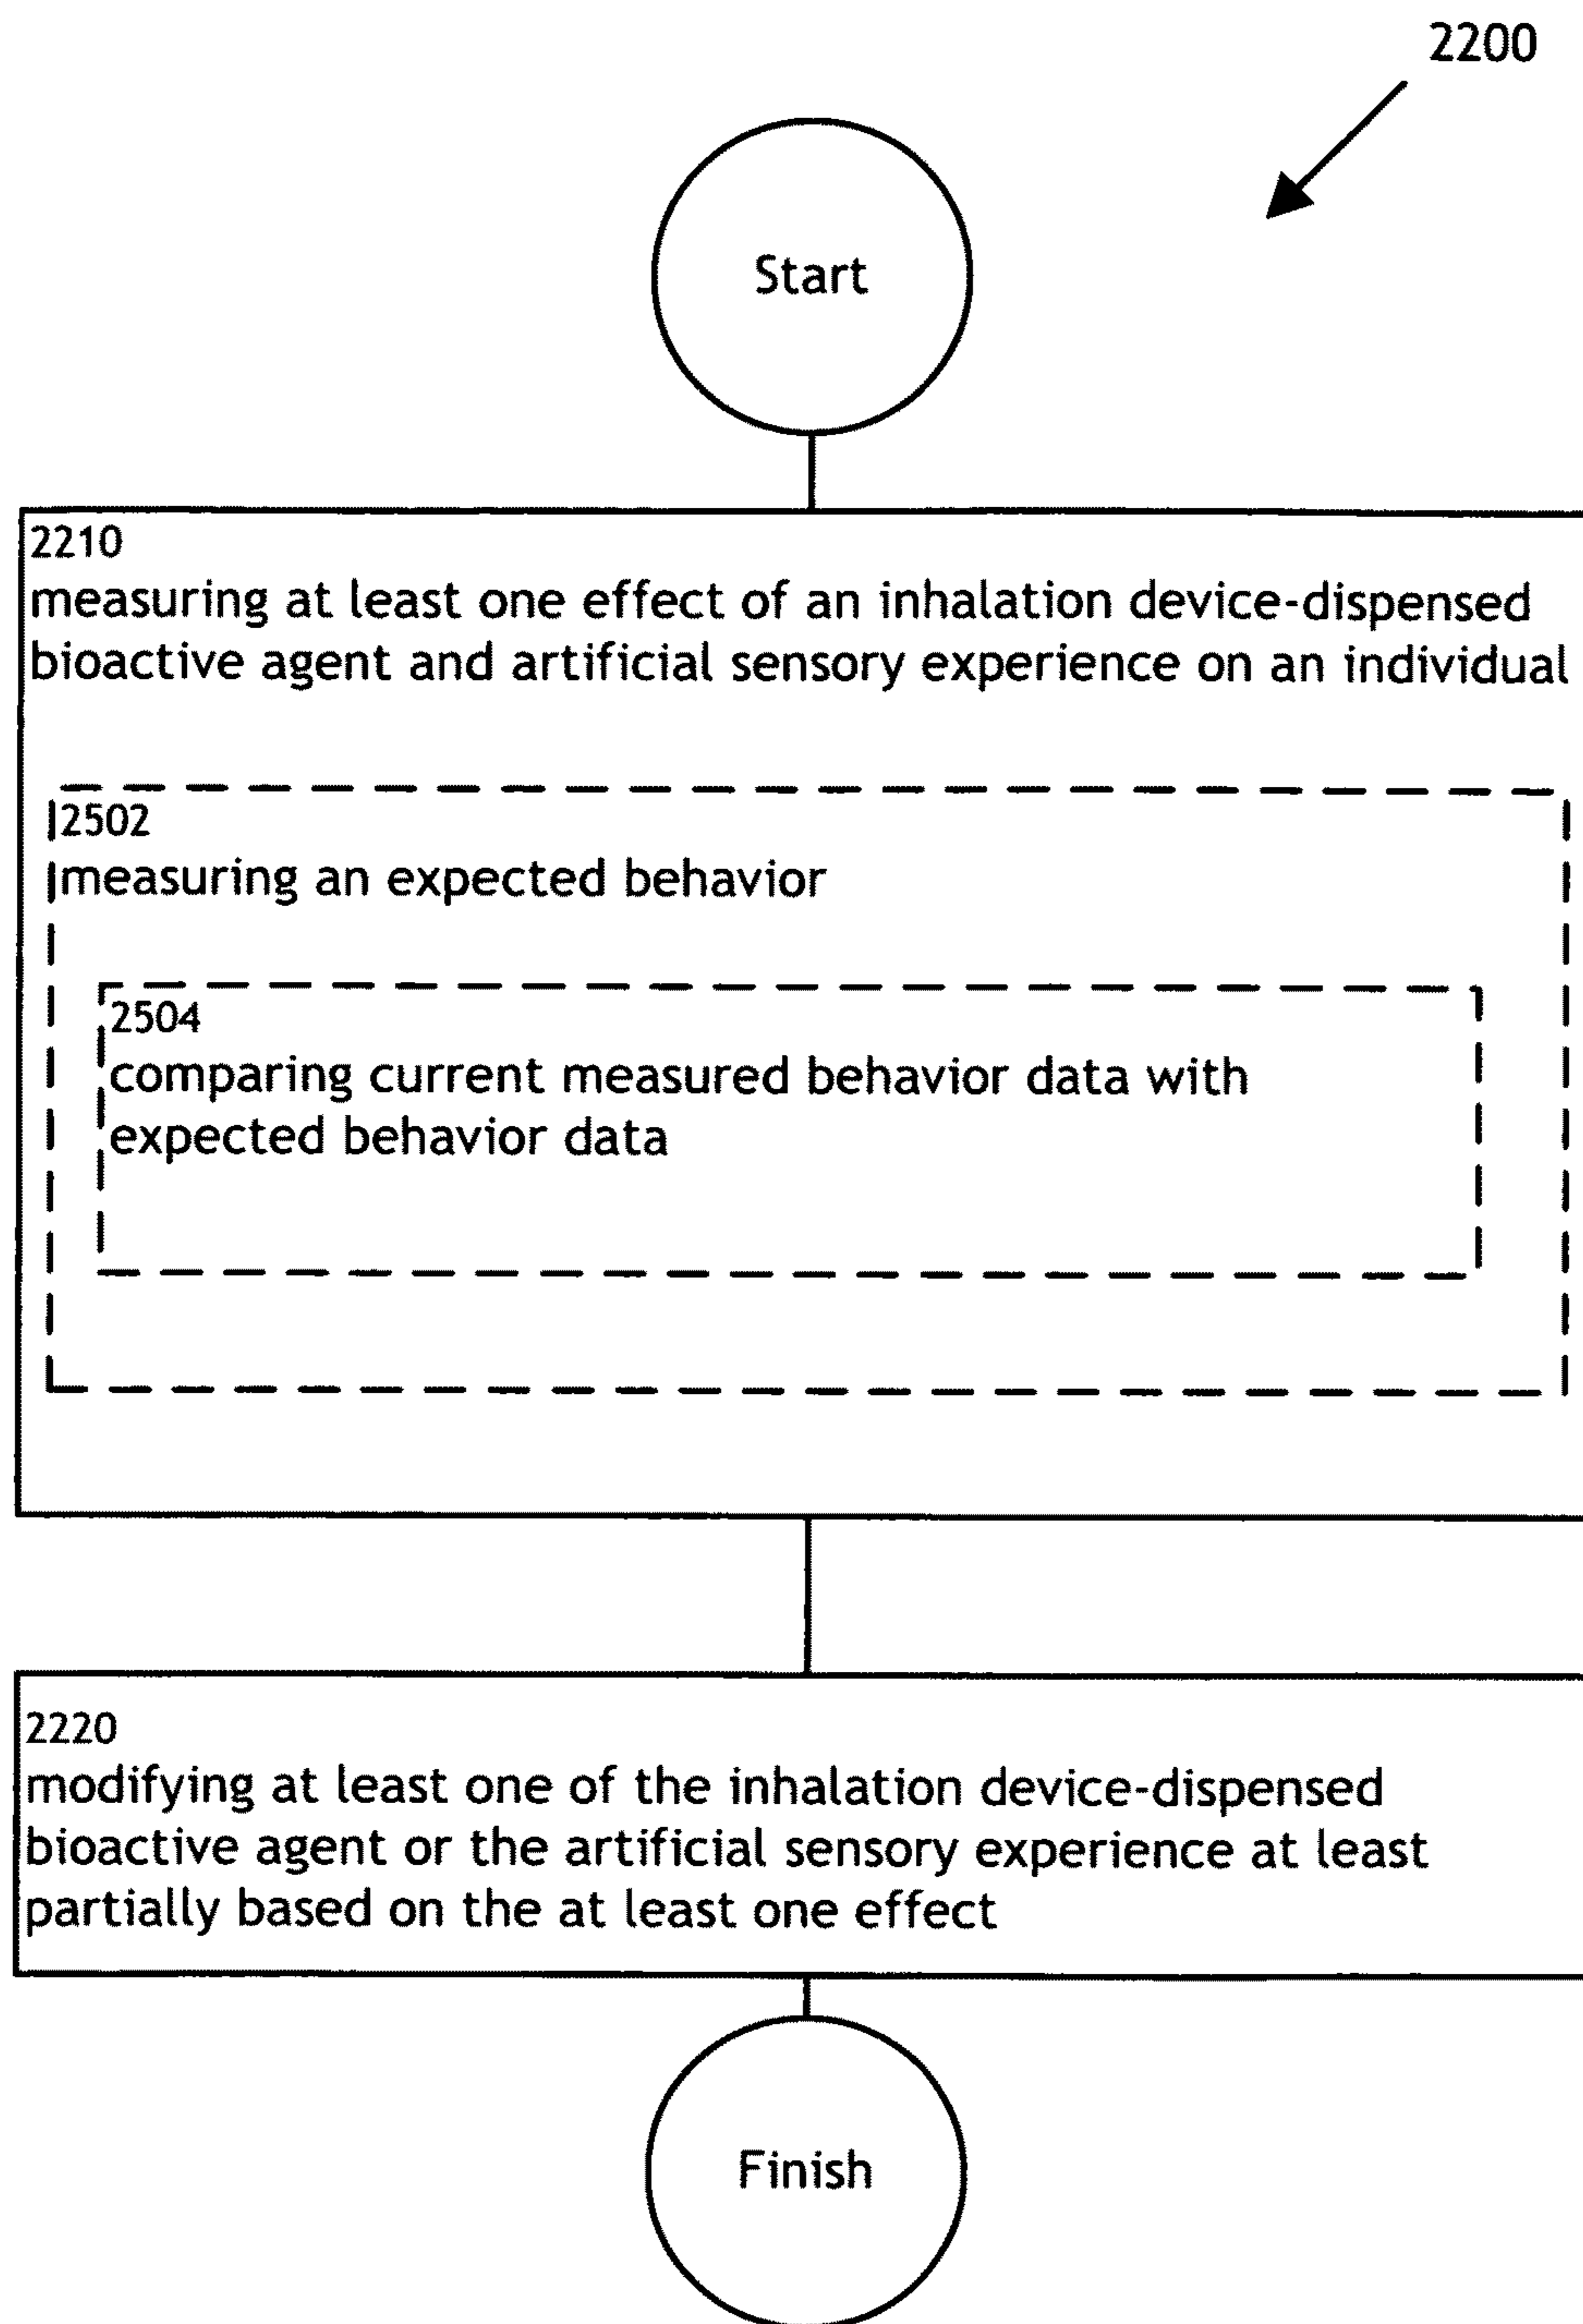 2200
Start
2210
measuring at least one effect of an inhalation device-dispensed
bioactive agent and artificial sensory experience on an individual
2502
measuring an expected behavior
2504
comparing current measured behavior data with
expected behavior data
2220
modifying at least one of the inhalation device-dispensed
bioactive agent or the artificial sensory experience at least
partially based on the at least one effect
Finish